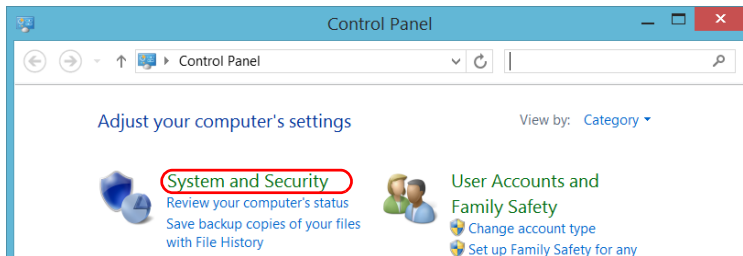 Control Panel
Control Panel
Adjust your computer's settings
View by: Category
System and Security
Review your computer's status
Save backup copies of your files
with File History
User Accounts and
Family Safety
Change account type
Set up Family Safety for any